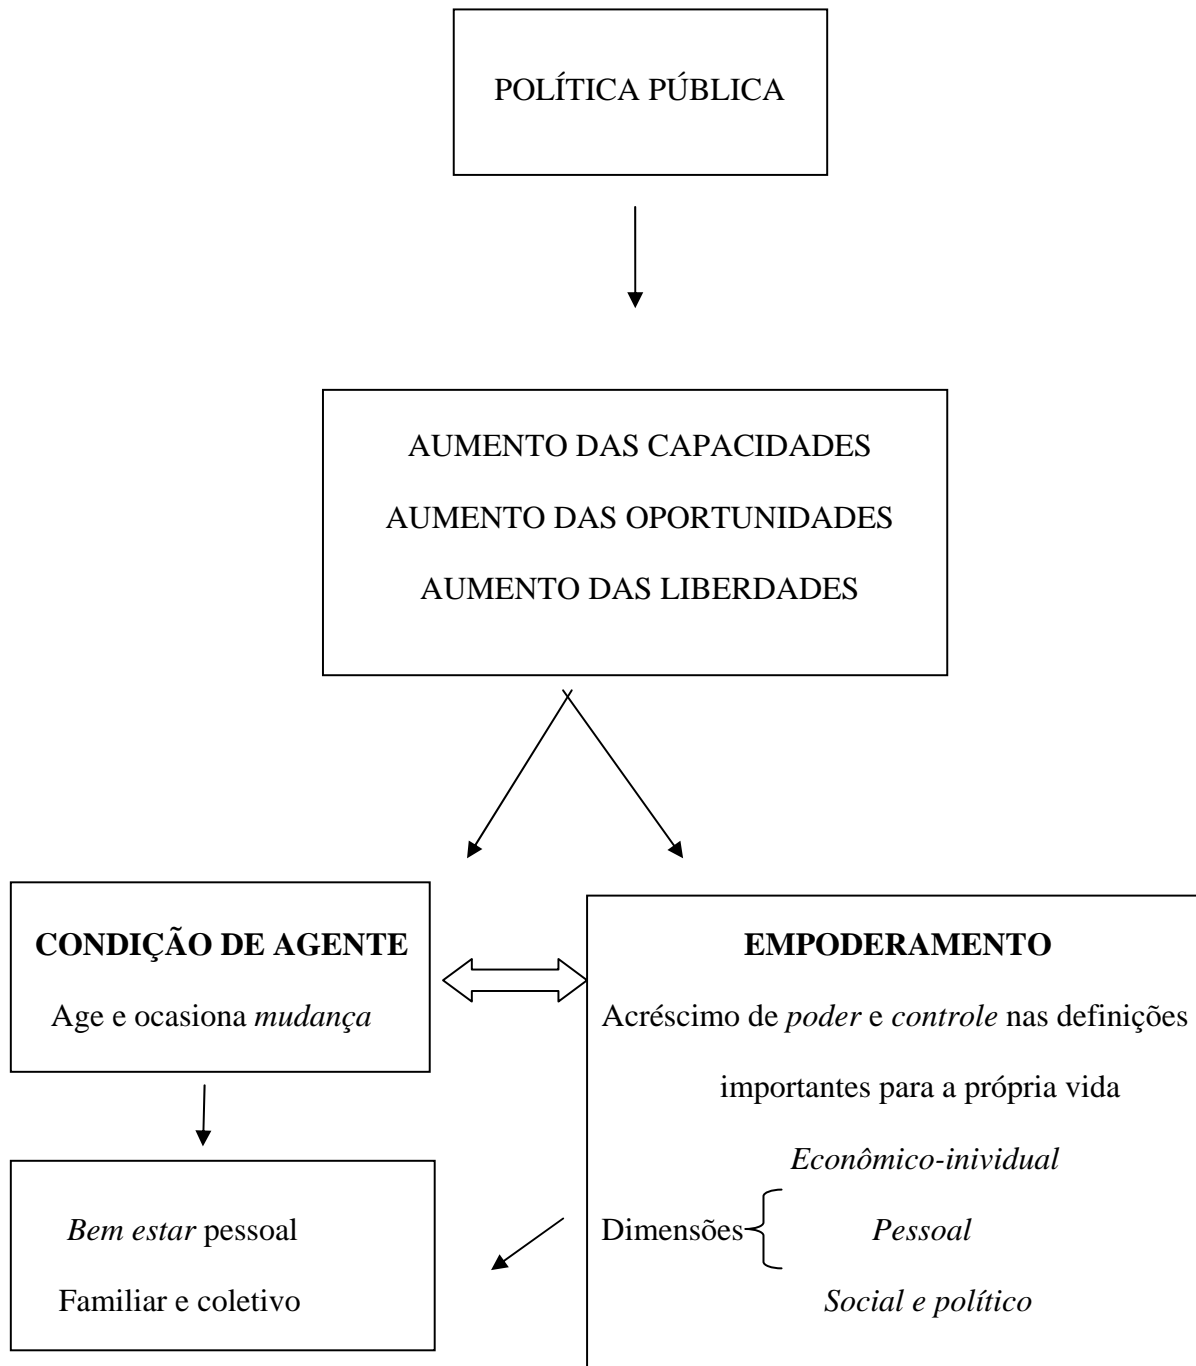 POLÍTICA PÚBLICA
AUMENTO DAS CAPACIDADES
AUMENTO DAS OPORTUNIDADES
AUMENTO DAS LIBERDADES
CONDIÇÃO DE AGENTE
Age e ocasiona mudança
EMPODERAMENTO
Acréscimo de poder e controle nas definições
importantes para a própria vida
Econômico-inividual
Dimensões
Pessoal
Social e político
Bem estar pessoal
Familiar e coletivo